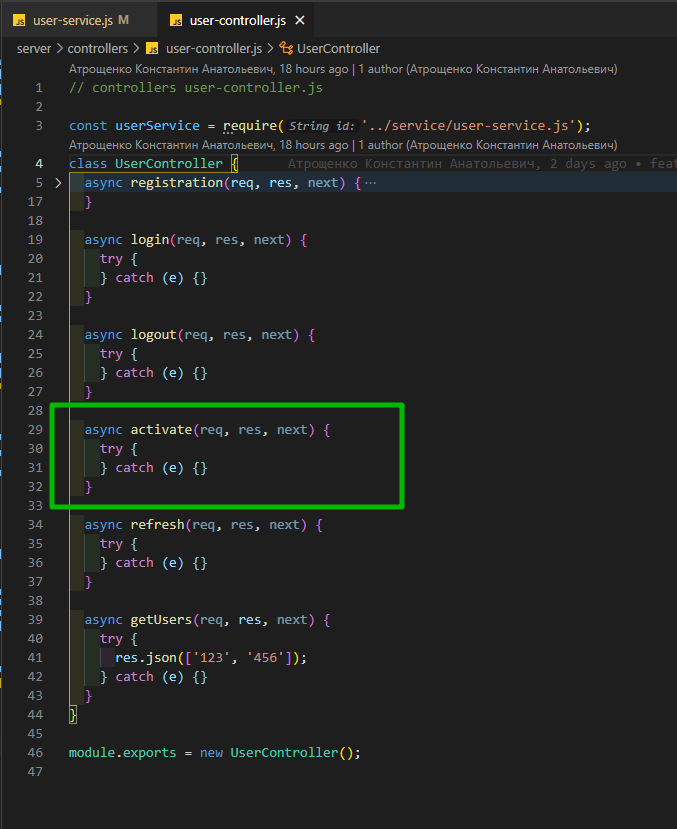 JS user-service.js M
JS user-controller.js ×
server > controllers > JS user-controller.js > UserController
Атрощенко Константин Анатольевич, 18 hours ago | 1 author (Атрощенко Константин Анатольевич)
1 // controllers user-controller.js
2
3 const userService = require( String id: '../service/user-service.js');
Атрощенко Константин Анатольевич, 18 hours ago | 1 author (Атрощенко Константин Анатольевич)
4 class UserController { Атрощенко Константин Анатольевич, 2 days ago • feat
5 > async registration(req, res, next) { ···
17 }
18
19 async login(req, res, next) {
20 try {
21 } catch (e) {}
22 }
23
24 async logout(req, res, next) {
25 try {
26 } catch (e) {}
27 }
28
29 async activate(req, res, next) {
30 try {
31 } catch (e) {}
32 }
33
34 async refresh(req, res, next) {
35 try {
36 } catch (e) {}
37 }
38
39 async getUsers(req, res, next) {
40 try {
41 res.json(['123', '456']);
42 } catch (e) {}
43 }
44 }
45
46 module.exports = new UserController();
47